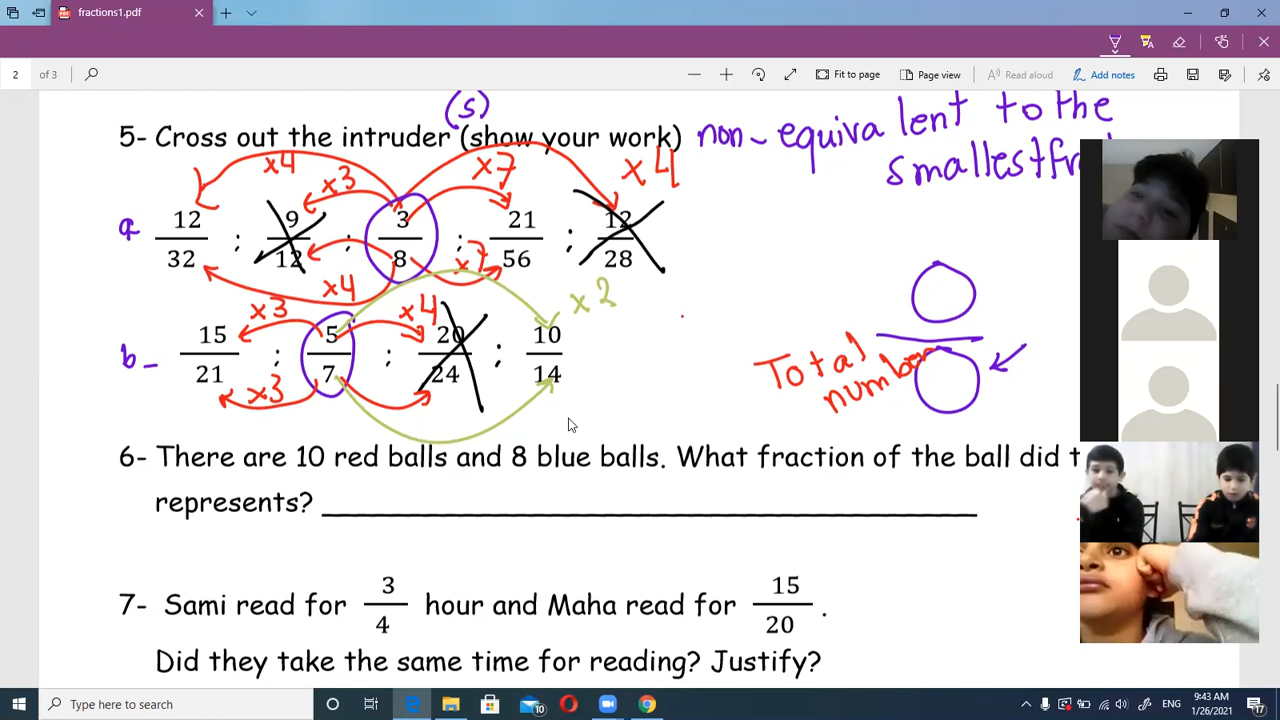 fractions1.pdf
2 of 3 Fit to page Page view Read aloud Add notes
(s)
5- Cross out the intruder (show your work) non-equivalent to the
smallest
x4 x3 x7 x4
a 12/32 ; 9/12 ; 3/8 ; 21/56 ; 12/28
x4 x7
x3 x4 x2
b- 15/21 ; 5/7 ; 20/24 ; 10/14
x3
Total
number
6- There are 10 red balls and 8 blue balls. What fraction of the ball did
represents?
7- Sami read for 3/4 hour and Maha read for 15/20 .
Did they take the same time for reading? Justify?
Type here to search
10
9:43 AM
1/26/2021
17